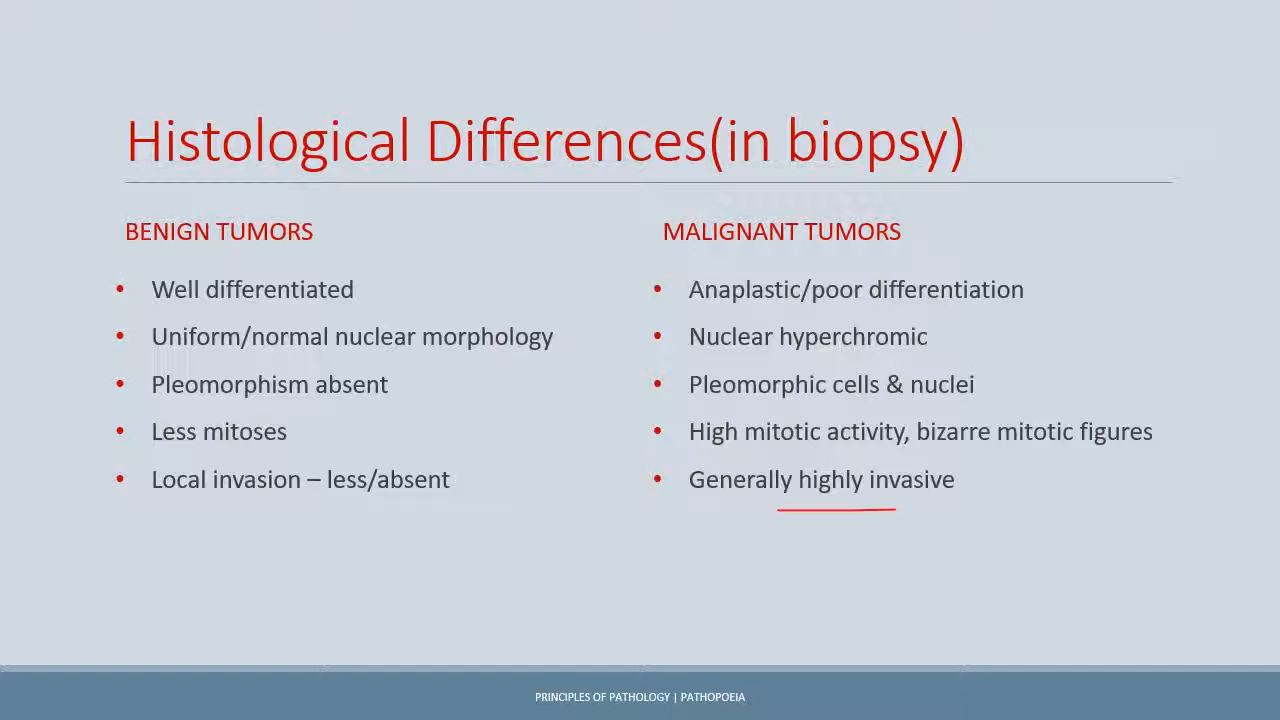 Histological Differences(in biopsy)
BENIGN TUMORS
• Well differentiated
• Uniform/normal nuclear morphology
• Pleomorphism absent
• Less mitoses
• Local invasion – less/absent
MALIGNANT TUMORS
• Anaplastic/poor differentiation
• Nuclear hyperchromic
• Pleomorphic cells & nuclei
• High mitotic activity, bizarre mitotic figures
• Generally highly invasive
PRINCIPLES OF PATHOLOGY | PATHOPOEIA